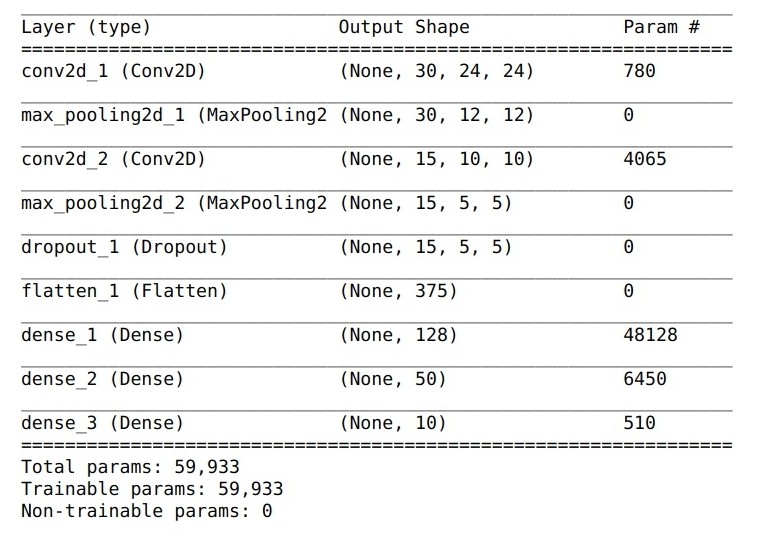 Layer (type) Output Shape Param #
=================================================================
conv2d_1 (Conv2D) (None, 30, 24, 24) 780
max_pooling2d_1 (MaxPooling2 (None, 30, 12, 12) 0
conv2d_2 (Conv2D) (None, 15, 10, 10) 4065
max_pooling2d_2 (MaxPooling2 (None, 15, 5, 5) 0
dropout_1 (Dropout) (None, 15, 5, 5) 0
flatten_1 (Flatten) (None, 375) 0
dense_1 (Dense) (None, 128) 48128
dense_2 (Dense) (None, 50) 6450
dense_3 (Dense) (None, 10) 510
=================================================================
Total params: 59,933
Trainable params: 59,933
Non-trainable params: 0